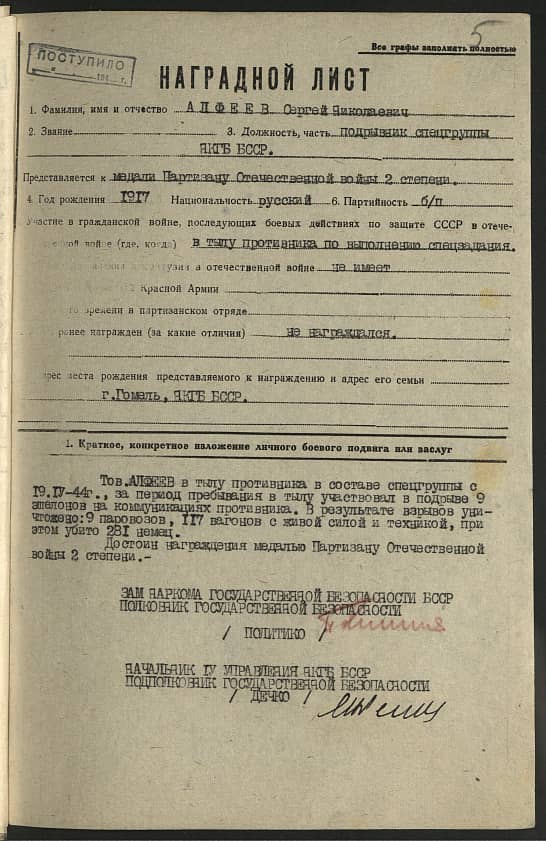 5
Все графы заполнять полностью
ПОСТУПИЛО
194 г.
НАГРАДНОЙ ЛИСТ
1. Фамилия, имя и отчество АЛФЕЕВ Сергей Николаевич
2. Звание 3. Должность, часть подрывник спецгруппы
НКГБ БССР.
Представляется к медали Партизану Отечественной войны 2 степени.
4. Год рождения 1917 Национальность русский 6. Партийность б/п
Участие в гражданской войне, последующих боевых действиях по защите СССР в отече-
войне (где, когда) в тылу противника по выполнению спецзадания.
в отечественной войне не имеет
Красной Армии
времени в партизанском отряде
ранее награжден (за какие отличия) не награждался.
адрес места рождения представляемого к награждению и адрес его семьи
г.Гомель, НКГБ БССР.
1. Краткое, конкретное изложение личного боевого подвига или заслуг
Тов.АЛФЕЕВ в тылу противника в составе спецгруппы с
19.IУ-44г., за период пребывания в тылу участвовал в подрыве 9
эшелонов на коммуникациях противника. В результате взрывов уни-
чтожено:9 паровозов, 117 вагонов с живой силой и техникой, при
этом убито 281 немец.
Достоин награждения медалью Партизану Отечественной
войны 2 степени.-
ЗАМ НАРКОМА ГОСУДАРСТВЕННОЙ БЕЗОПАСНОСТИ БССР
ПОЛКОВНИК ГОСУДАРСТВЕННОЙ БЕЗОПАСНОСТИ
/ ПОЛИТИКО /
НАЧАЛЬНИК IУ УПРАВЛЕНИЯ НКГБ БССР
ПОДПОЛКОВНИК ГОСУДАРСТВЕННОЙ БЕЗОПАСНОСТИ
/ ДЕЧКО /